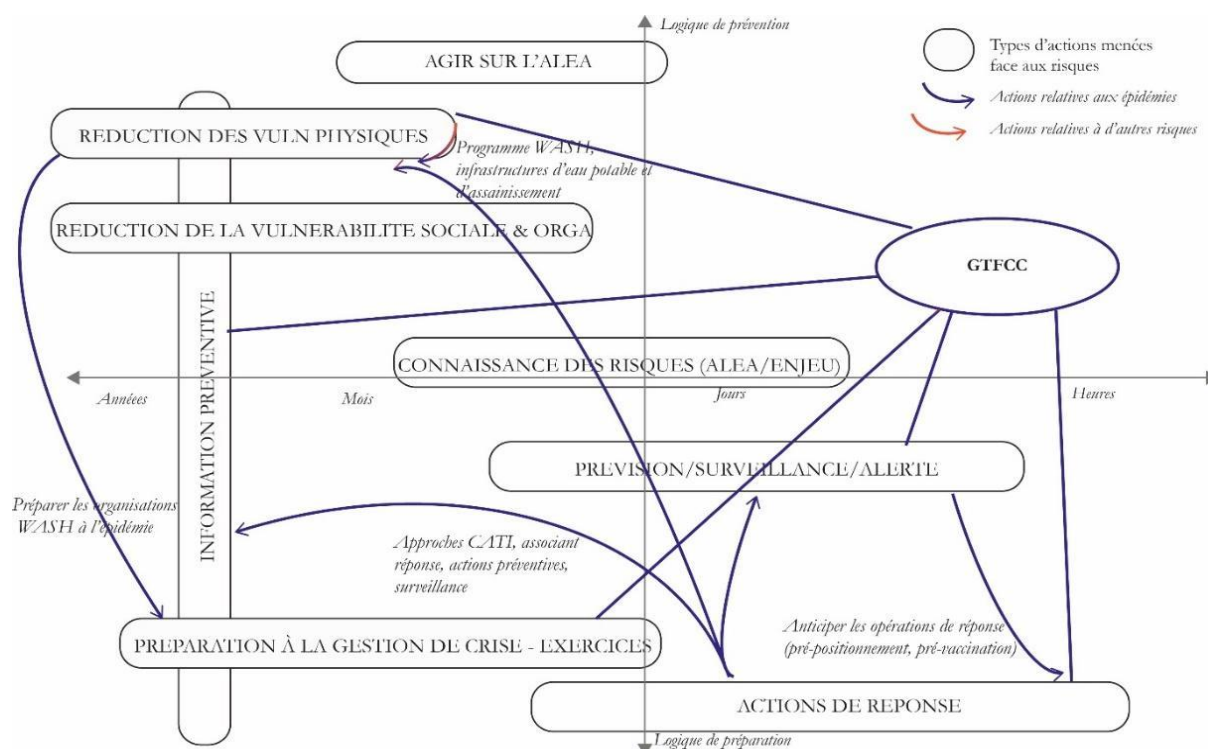 Logique de prévention
AGIR SUR L'ALEA
Types d'actions menées
face aux risques
Actions relatives aux épidémies
Actions relatives à d'autres risques
REDUCTION DES VULN PHYSIQUES
Programme WASH,
infrastructures d'eau potable et
d'assainissement
REDUCTION DE LA VULNERABILITE SOCIALE & ORGA
GTFCC
INFORMATION PREVENTIVE
CONNAISSANCE DES RISQUES (ALEA/ENJEU)
Années
Mois
Jours
Heures
PREVISION/SURVEILLANCE/ALERTE
Préparer les organisations
WASH à l'épidémie
Approches CATI, associant
réponse, actions préventives,
surveillance
Anticiper les opérations de réponse
(pré-positionnement, pré-vaccination)
PREPARATION À LA GESTION DE CRISE - EXERCICES
ACTIONS DE REPONSE
Logique de préparation